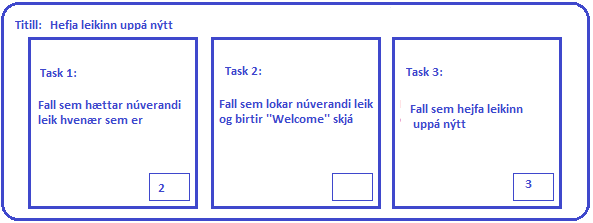 Titill: Hefja leikinn uppá nýtt
Task 1:
Fall sem hættar núverandi
leik hvenær sem er
2
Task 2:
Fall sem lokar núverandi leik
og birtir "Welcome" skjá
Task 3:
Fall sem hejfa leikinn
uppá nýtt
3